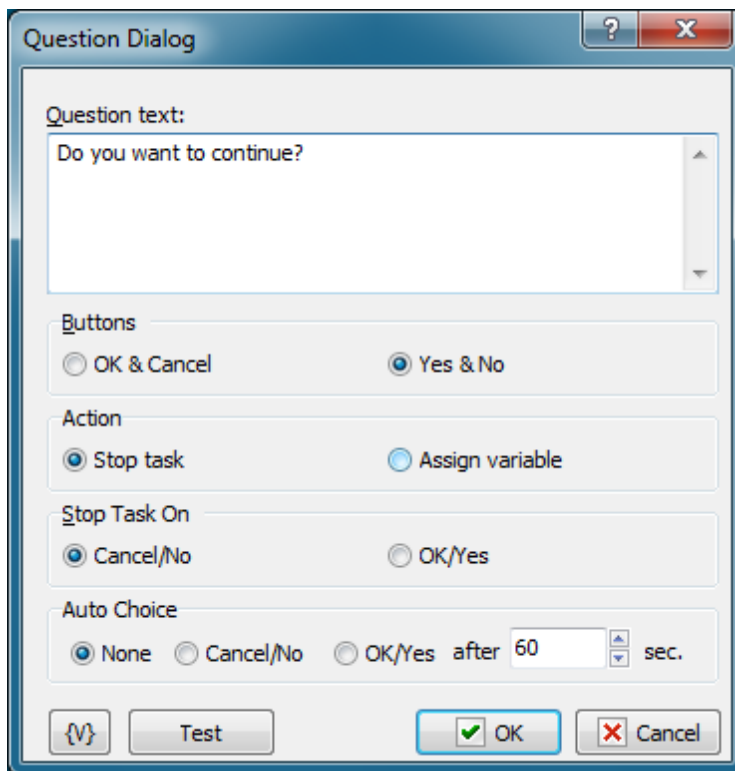 Question Dialog
?
X
Question text:
Do you want to continue?
Buttons
OK & Cancel Yes & No
Action
Stop task Assign variable
Stop Task On
Cancel/No OK/Yes
Auto Choice
None Cancel/No OK/Yes after 60 sec.
{V} Test OK Cancel